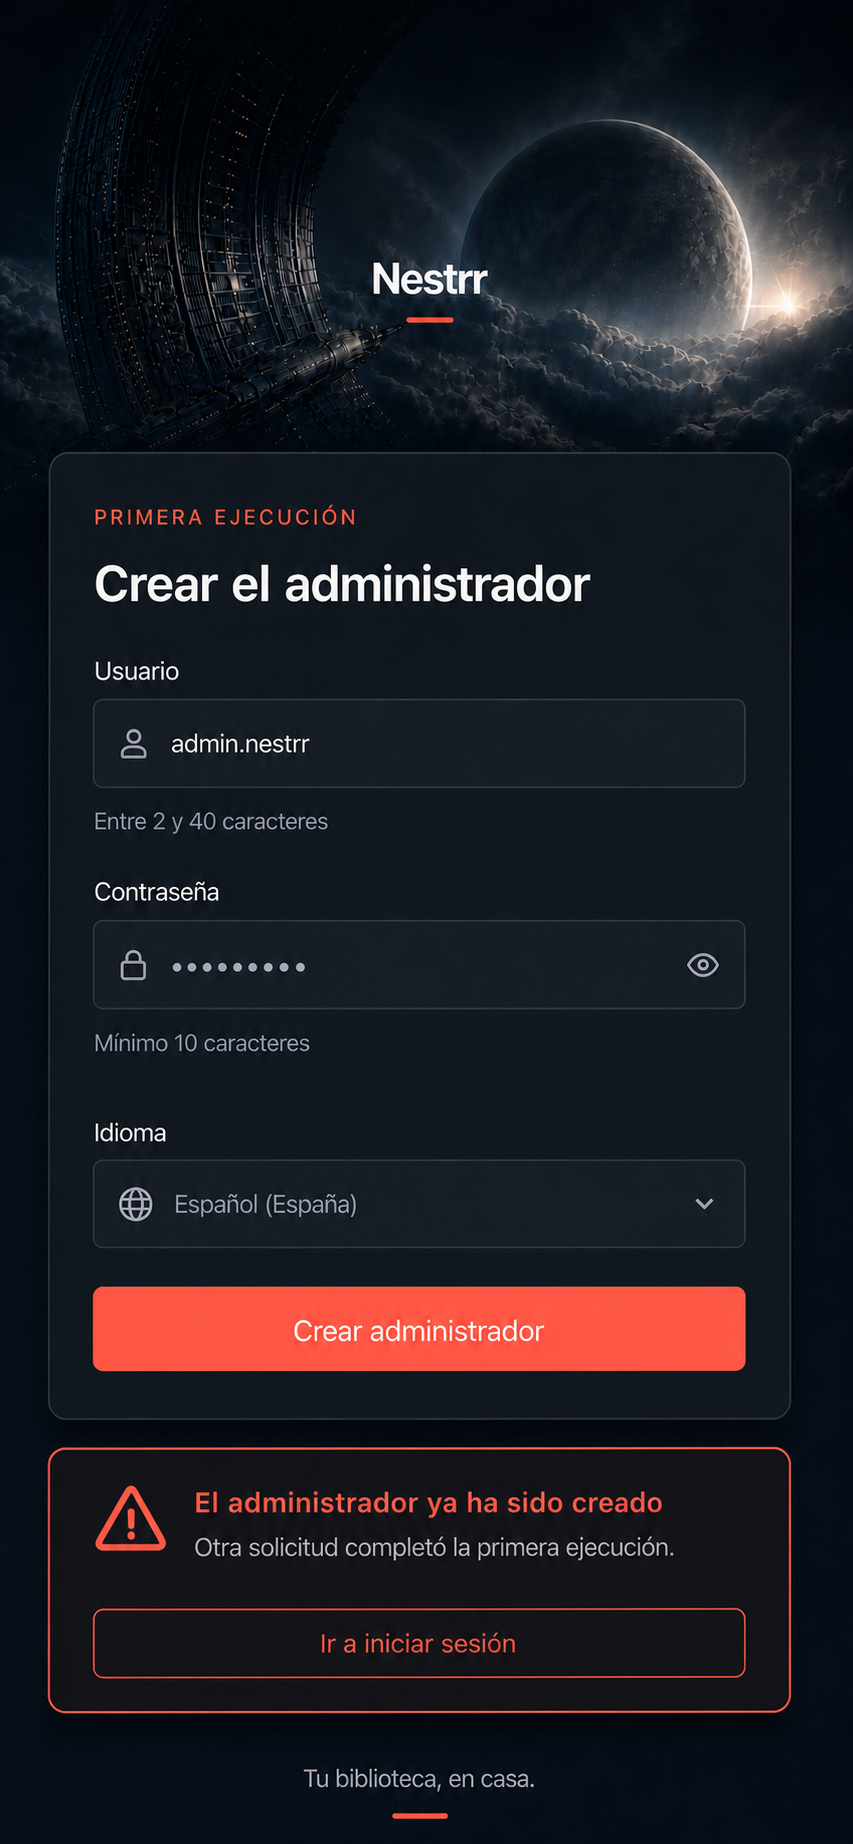 Nestrr
PRIMERA EJECUCIÓN
Crear el administrador
Usuario
admin.nestrr
Entre 2 y 40 caracteres
Contraseña
•••••••••
Mínimo 10 caracteres
Idioma
Español (España)
Crear administrador
El administrador ya ha sido creado
Otra solicitud completó la primera ejecución.
Ir a iniciar sesión
Tu biblioteca, en casa.